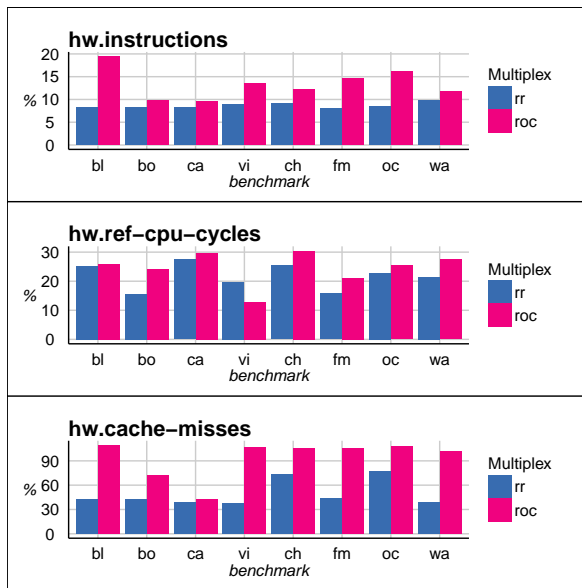 hw.instructions
20
15
10
5
0
%
bl bo ca vi ch fm oc wa
benchmark
Multiplex
rr
roc
hw.ref−cpu−cycles
30
20
10
0
%
bl bo ca vi ch fm oc wa
benchmark
Multiplex
rr
roc
hw.cache−misses
90
60
30
0
%
bl bo ca vi ch fm oc wa
benchmark
Multiplex
rr
roc